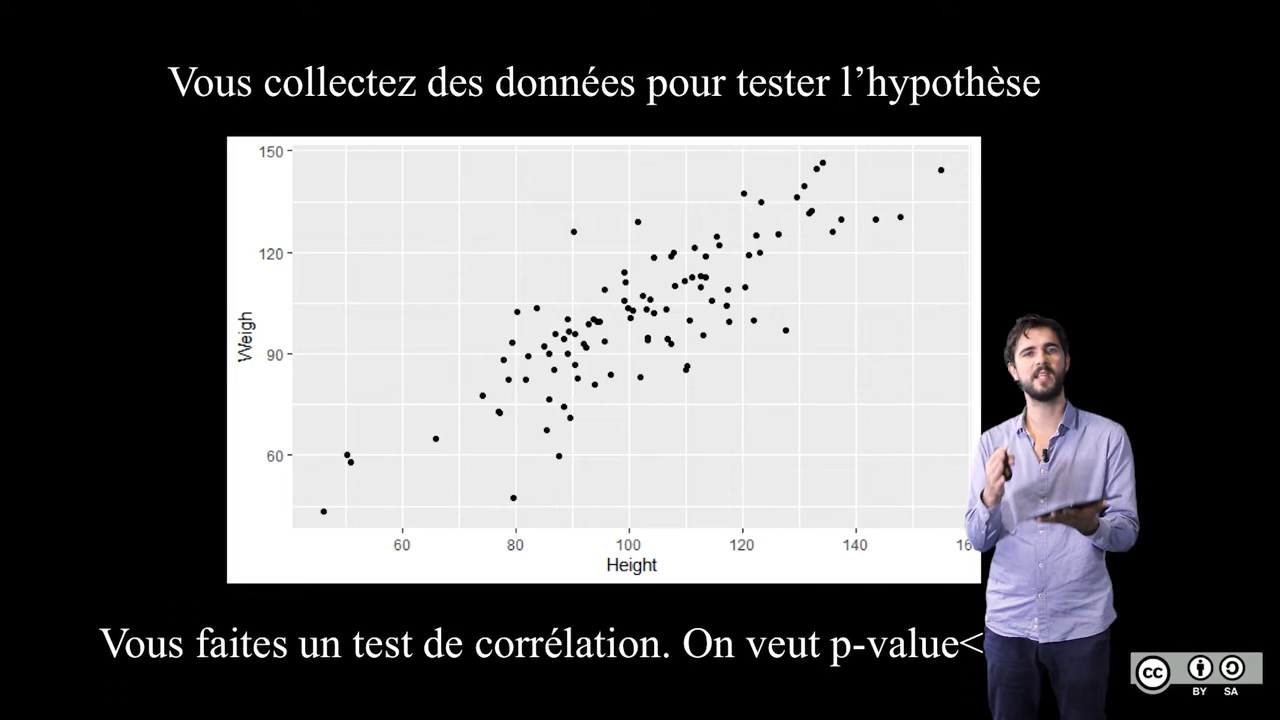 Vous collectez des données pour tester l’hypothèse
150
120
90
60
Weigh
60 80 100 120 140 16
Height
Vous faites un test de corrélation. On veut p-value<
CC
BY SA